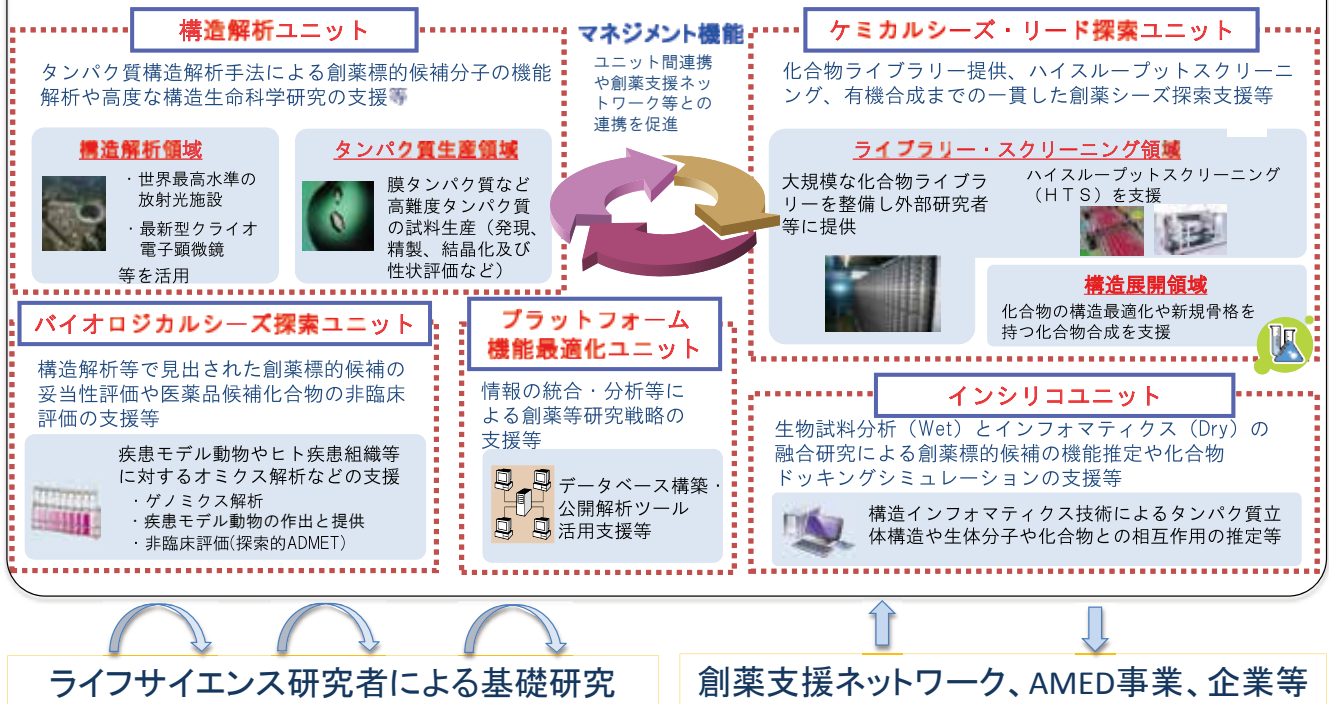 構造解析ユニット
タンパク質構造解析手法による創薬標的候補分子の機能
解析や高度な構造生命科学研究の支援等
構造解析領域
・世界最高水準の
放射光施設
・最新型クライオ
電子顕微鏡
等を活用
タンパク質生産領域
膜タンパク質など
高難度タンパク質
の試料生産（発現、
精製、結晶化及び
性状評価など）
マネジメント機能
ユニット間連携
や創薬支援ネッ
トワーク等との
連携を促進
ケミカルシーズ・リード探索ユニット
化合物ライブラリー提供、ハイスループットスクリーニ
ング、有機合成までの一貫した創薬シーズ探索支援等
ライブラリー・スクリーニング領域
大規模な化合物ライブラ
リーを整備し外部研究者
等に提供
ハイスループットスクリーニング
（ＨＴＳ）を支援
構造展開領域
化合物の構造最適化や新規骨格を
持つ化合物合成を支援
バイオロジカルシーズ探索ユニット
構造解析等で見出された創薬標的候補の
妥当性評価や医薬品候補化合物の非臨床
評価の支援等
疾患モデル動物やヒト疾患組織等
に対するオミクス解析などの支援
・ゲノミクス解析
・疾患モデル動物の作出と提供
・非臨床評価(探索的ADMET）
プラットフォーム
機能最適化ユニット
情報の統合・分析等に
よる創薬等研究戦略の
支援等
データベース構築・
公開解析ツール
活用支援等
インシリコユニット
生物試料分析（Wet）とインフォマティクス（Dry）の
融合研究による創薬標的候補の機能推定や化合物
ドッキングシミュレーションの支援等
構造インフォマティクス技術によるタンパク質立
体構造や生体分子や化合物との相互作用の推定等
ライフサイエンス研究者による基礎研究
創薬支援ネットワーク、AMED事業、企業等